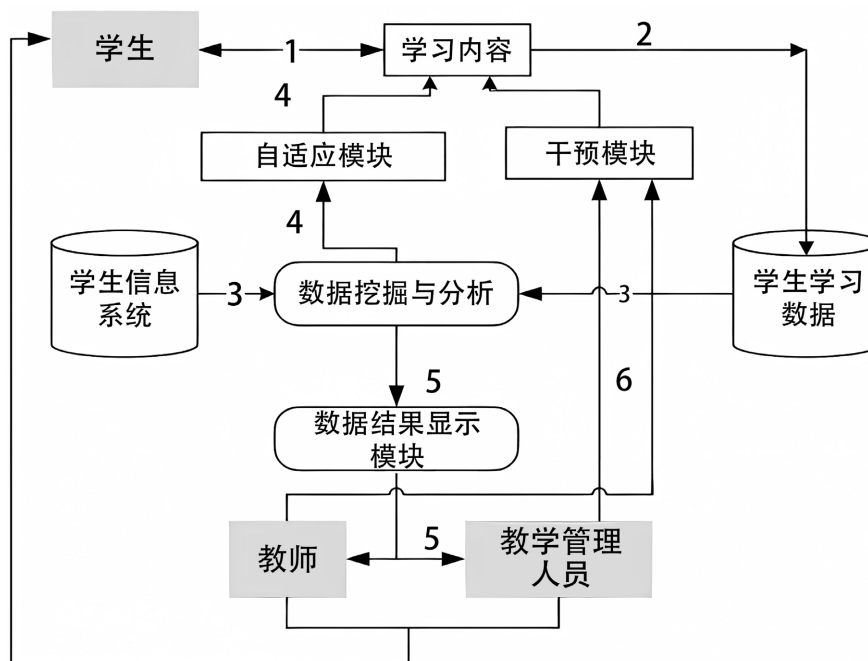 学生
1
学习内容
2
4
自适应模块
干预模块
4
学生信息
系统
3
数据挖掘与分析
3
学生学习
数据
5
6
数据结果显示
模块
教师
5
教学管理
人员